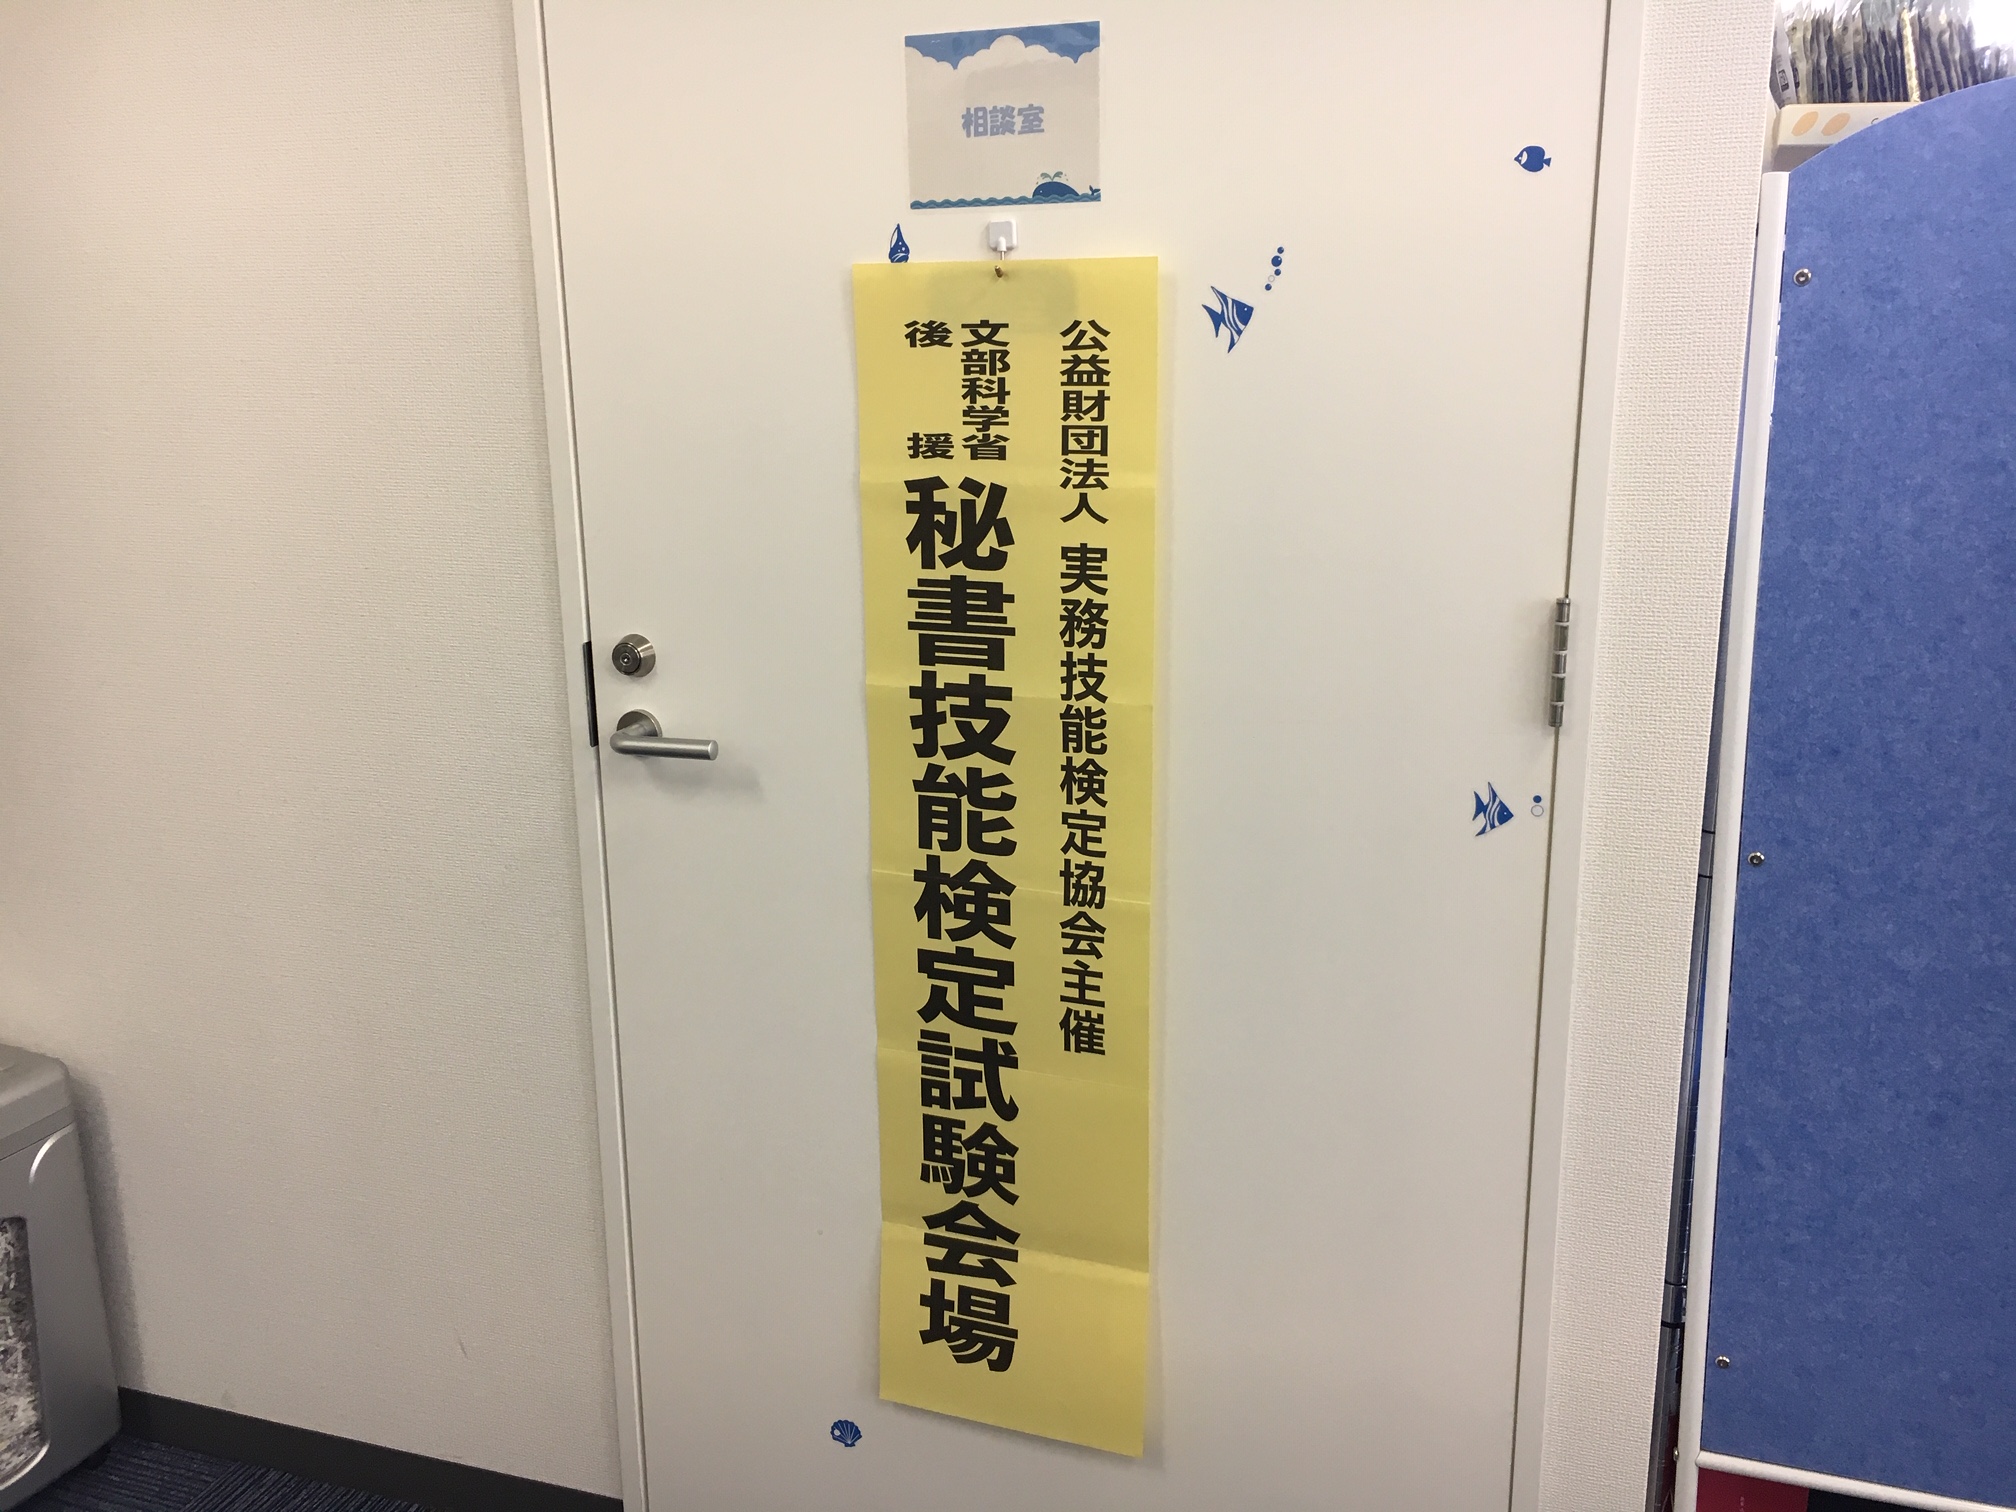 相談室
公益財団法人 実務技能検定協会主催
文部科学省
後援
秘書技能検定試験会場